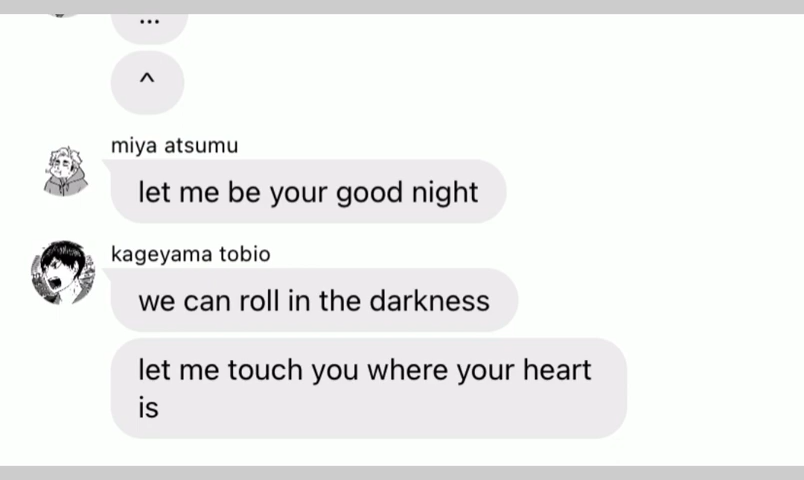 ...
^
miya atsumu
let me be your good night
kageyama tobio
we can roll in the darkness
let me touch you where your heart
is